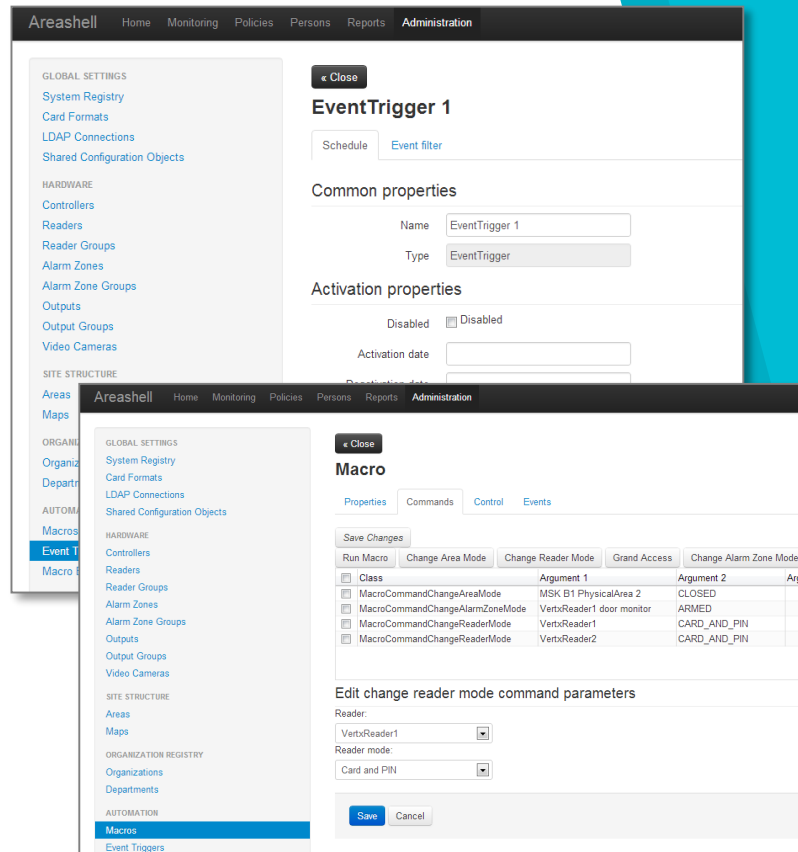 Areashell Home Monitoring Policies Persons Reports Administration
GLOBAL SETTINGS
System Registry
Card Formats
LDAP Connections
Shared Configuration Objects
HARDWARE
Controllers
Readers
Reader Groups
Alarm Zones
Alarm Zone Groups
Outputs
Output Groups
Video Cameras
SITE STRUCTURE
Areas
Maps
« Close
EventTrigger 1
Schedule Event filter
Common properties
Name EventTrigger 1
Type EventTrigger
Activation properties
Disabled Disabled
Activation date
Macros
Areashell Home Monitoring Policies Persons Reports Administration
GLOBAL SETTINGS
System Registry
Card Formats
LDAP Connections
Shared Configuration Objects
HARDWARE
Controllers
Readers
Reader Groups
Alarm Zones
Alarm Zone Groups
Outputs
Output Groups
Video Cameras
SITE STRUCTURE
Areas
Maps
ORGANIZATION REGISTRY
Organizations
Departments
AUTOMATION
Macros
Event Triggers
« Close
Macro
Properties Commands Control Events
Save Changes
Run Macro Change Area Mode Change Reader Mode Grand Access Change Alarm Zone Mode
Class Argument 1 Argument 2
MacroCommandChangeAreaMode MSK B1 PhysicalArea 2 CLOSED
MacroCommandChangeAlarmZoneMode VertxReader1 door monitor ARMED
MacroCommandChangeReaderMode VertxReader1 CARD_AND_PIN
MacroCommandChangeReaderMode VertxReader2 CARD_AND_PIN
Edit change reader mode command parameters
Reader:
VertxReader1
Reader mode:
Card and PIN
Save Cancel